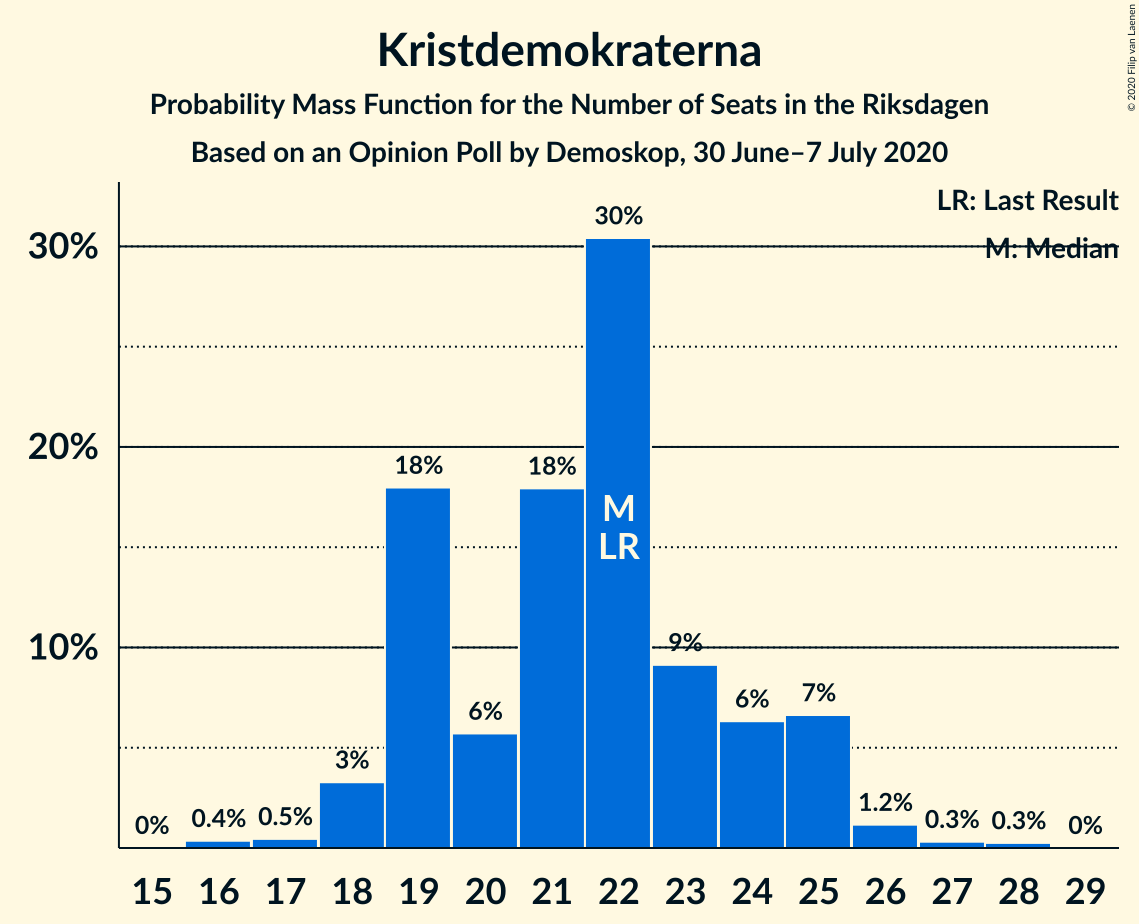 Kristdemokraterna
Probability Mass Function for the Number of Seats in the Riksdagen
Based on an Opinion Poll by Demoskop, 30 June–7 July 2020
© 2020 Filip van Laenen
LR: Last Result
M: Median
30%
20%
10%
0%
0.4%
0.5%
3%
18%
6%
18%
30%
9%
6%
7%
1.2%
0.3%
0.3%
0%
M
LR
15 16 17 18 19 20 21 22 23 24 25 26 27 28 29